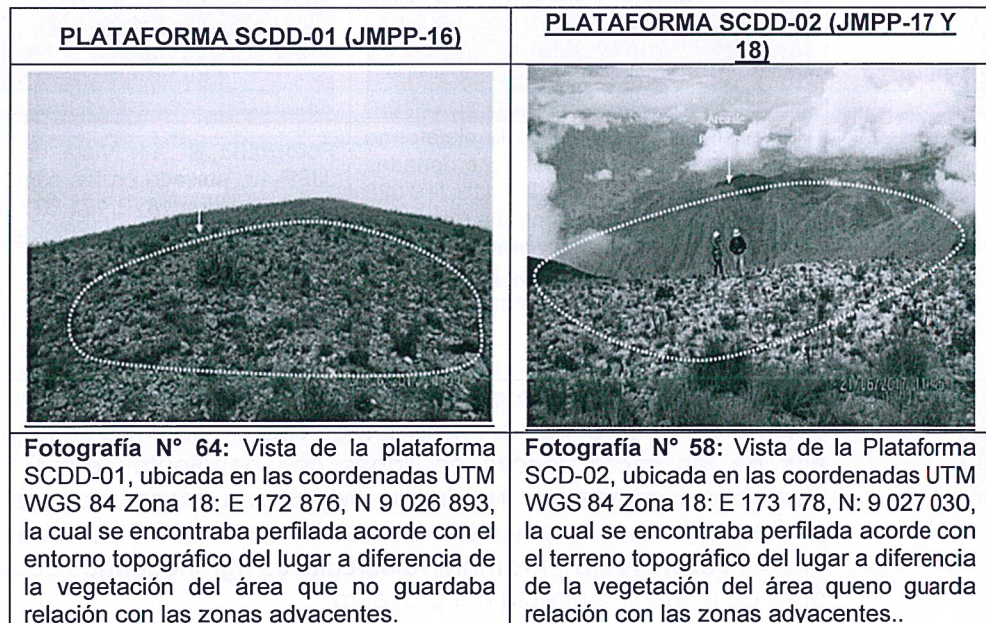 PLATAFORMA SCDD-01 (JMPP-16)
PLATAFORMA SCDD-02 (JMPP-17 Y
18)
Área de
21/06/2017
Fotografía N° 64: Vista de la plataforma
SCDD-01, ubicada en las coordenadas UTM
WGS 84 Zona 18: E 172 876, N 9 026 893,
la cual se encontraba perfilada acorde con el
entorno topográfico del lugar a diferencia de
la vegetación del área que no guardaba
relación con las zonas adyacentes.
Fotografía N° 58: Vista de la Plataforma
SCD-02, ubicada en las coordenadas UTM
WGS 84 Zona 18: E 173 178, N: 9 027 030,
la cual se encontraba perfilada acorde con
el terreno topográfico del lugar a diferencia
de la vegetación del área queno guarda
relación con las zonas adyacentes..